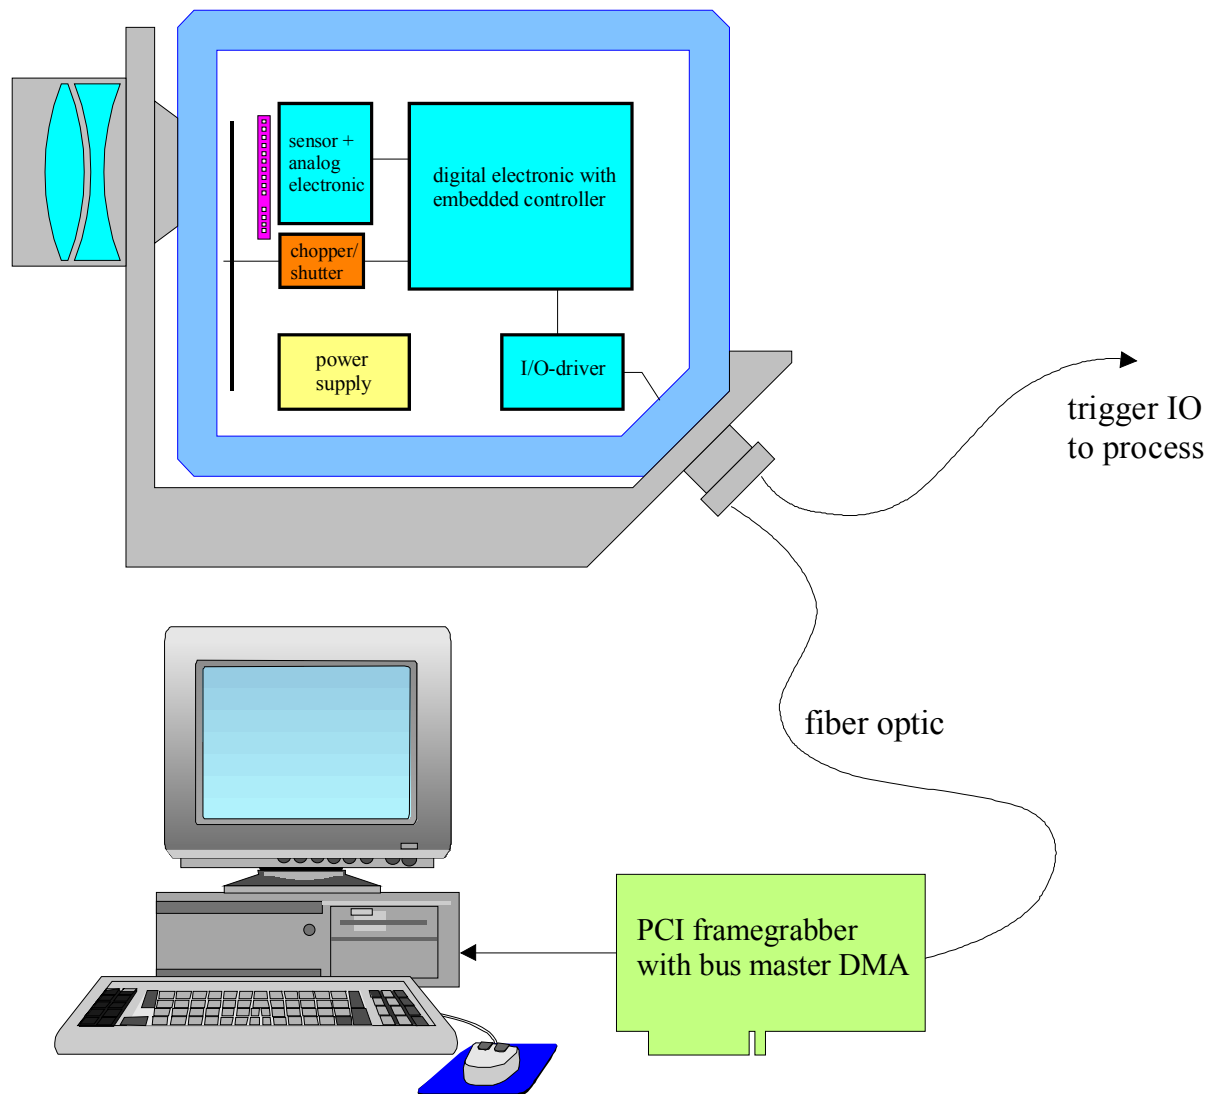 sensor +
analog
electronic
digital electronic with
embedded controller
chopper/
shutter
power
supply
I/O-driver
trigger IO
to process
fiber optic
PCI framegrabber
with bus master DMA